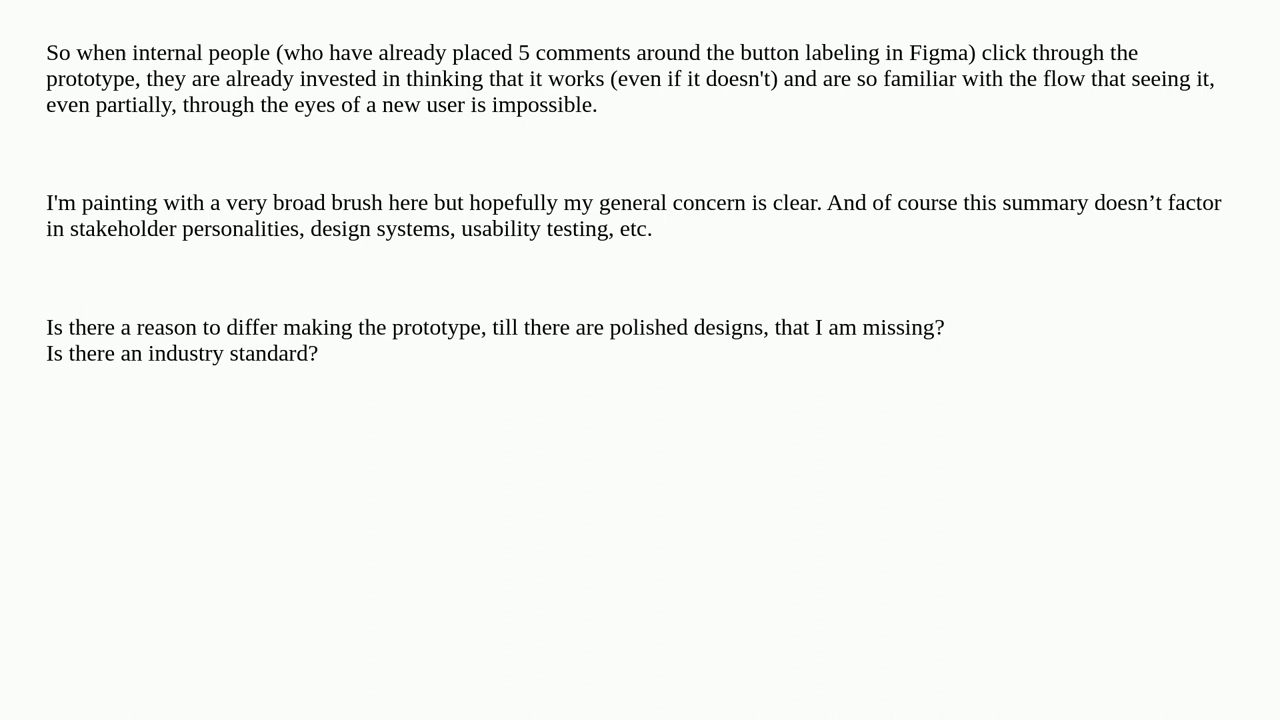 So when internal people (who have already placed 5 comments around the button labeling in Figma) click through the
prototype, they are already invested in thinking that it works (even if it doesn't) and are so familiar with the flow that seeing it,
even partially, through the eyes of a new user is impossible.
I'm painting with a very broad brush here but hopefully my general concern is clear. And of course this summary doesn’t factor
in stakeholder personalities, design systems, usability testing, etc.
Is there a reason to differ making the prototype, till there are polished designs, that I am missing?
Is there an industry standard?